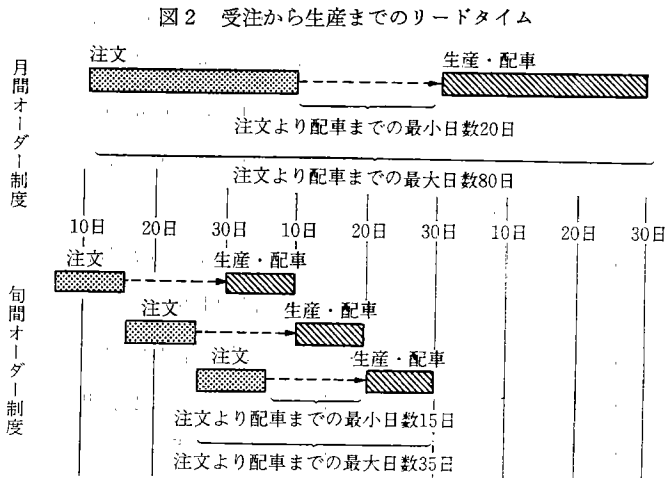 図2 受注から生産までのリードタイム
月間オーダー制度
注文
生産・配車
注文より配車までの最小日数20日
注文より配車までの最大日数80日
10日 20日 30日 10日 20日 30日 10日 20日 30日
旬間オーダー制度
注文 生産・配車
注文 生産・配車
注文 生産・配車
注文より配車までの最小日数15日
注文より配車までの最大日数35日